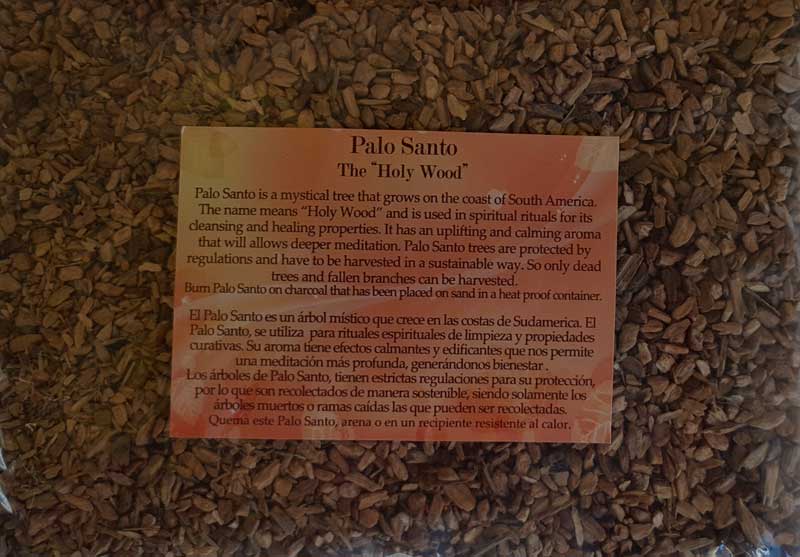 Palo Santo
The “Holy Wood”
Palo Santo is a mystical tree that grows on the coast of South America.
The name means “Holy Wood” and is used in spiritual rituals for its
cleansing and healing properties. It has an uplifting and calming aroma
that will allows deeper meditation. Palo Santo trees are protected by
regulations and have to be harvested in a sustainable way. So only dead
trees and fallen branches can be harvested.
Burn Palo Santo on charcoal that has been placed on sand in a heat proof container.
El Palo Santo es un árbol místico que crece en las costas de Sudamerica. El
Palo Santo, se utiliza para rituales espirituales de limpieza y propiedades
curativas. Su aroma tiene efectos calmantes y edificantes que nos permite
una meditación más profunda, generándonos bienestar .
Los árboles de Palo Santo, tienen estrictas regulaciones para su protección,
por lo que son recolectados de manera sostenible, siendo solamente los
árboles muertos o ramas caídas las que pueden ser recolectadas.
Quema este Palo Santo, arena o en un recipiente resistente al calor.